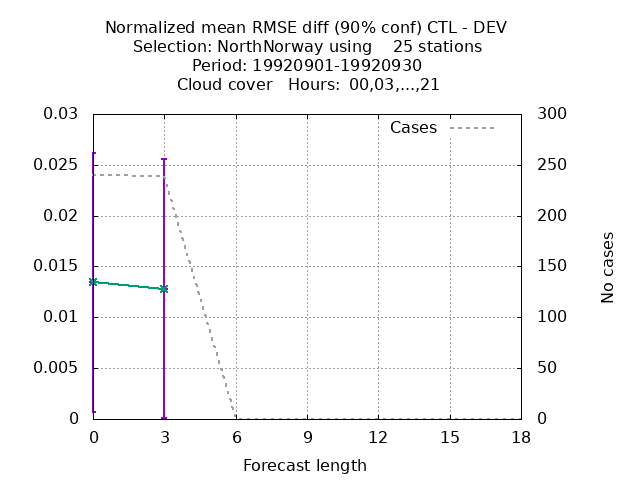 Normalized mean RMSE diff (90% conf) CTL - DEV
Selection: NorthNorway using    25 stations
Period: 19920901-19920930
Cloud cover   Hours:  00,03,...,21
Cases
0.03
0.025
0.02
0.015
0.01
0.005
0
300
250
200
150
100
50
0
No cases
0 3 6 9 12 15 18
Forecast length